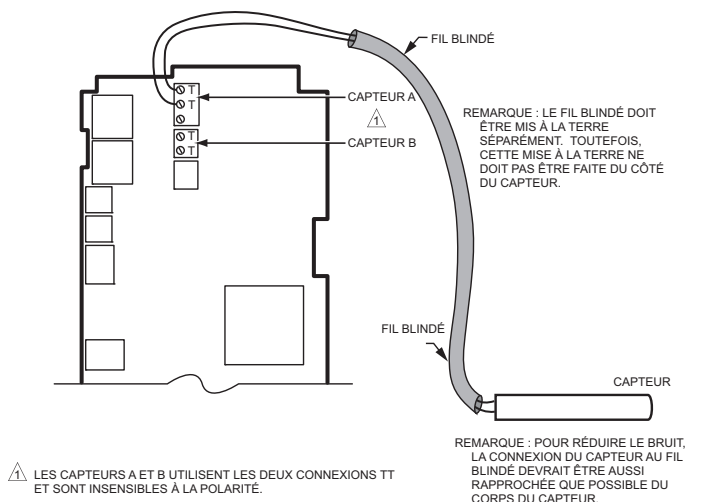 FIL BLINDÉ
T
CAPTEUR A
T
1
T
CAPTEUR B
T
REMARQUE : LE FIL BLINDÉ DOIT
ÊTRE MIS À LA TERRE
SÉPARÉMENT. TOUTEFOIS,
CETTE MISE À LA TERRE NE
DOIT PAS ÊTRE FAITE DU CÔTÉ
DU CAPTEUR.
FIL BLINDÉ
CAPTEUR
REMARQUE : POUR RÉDUIRE LE BRUIT,
LA CONNEXION DU CAPTEUR AU FIL
BLINDÉ DEVRAIT ÊTRE AUSSI
RAPPROCHÉE QUE POSSIBLE DU
CORPS DU CAPTEUR.
1 LES CAPTEURS A ET B UTILISENT LES DEUX CONNEXIONS TT
ET SONT INSENSIBLES À LA POLARITÉ.